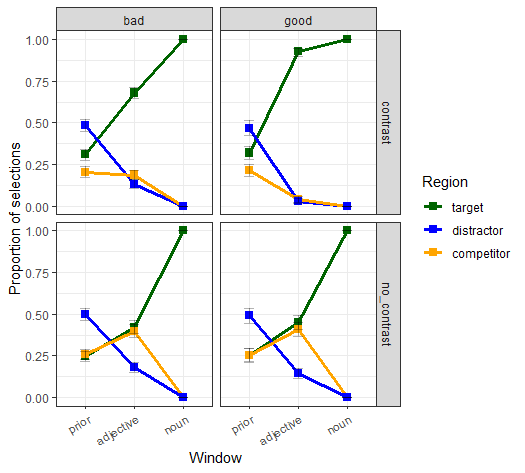 bad good
1.00
0.75
0.50
0.25
0.00
contrast
1.00
0.75
0.50
0.25
0.00
no_contrast
Proportion of selections
prior adjective noun prior adjective noun
Window
Region
target
distractor
competitor